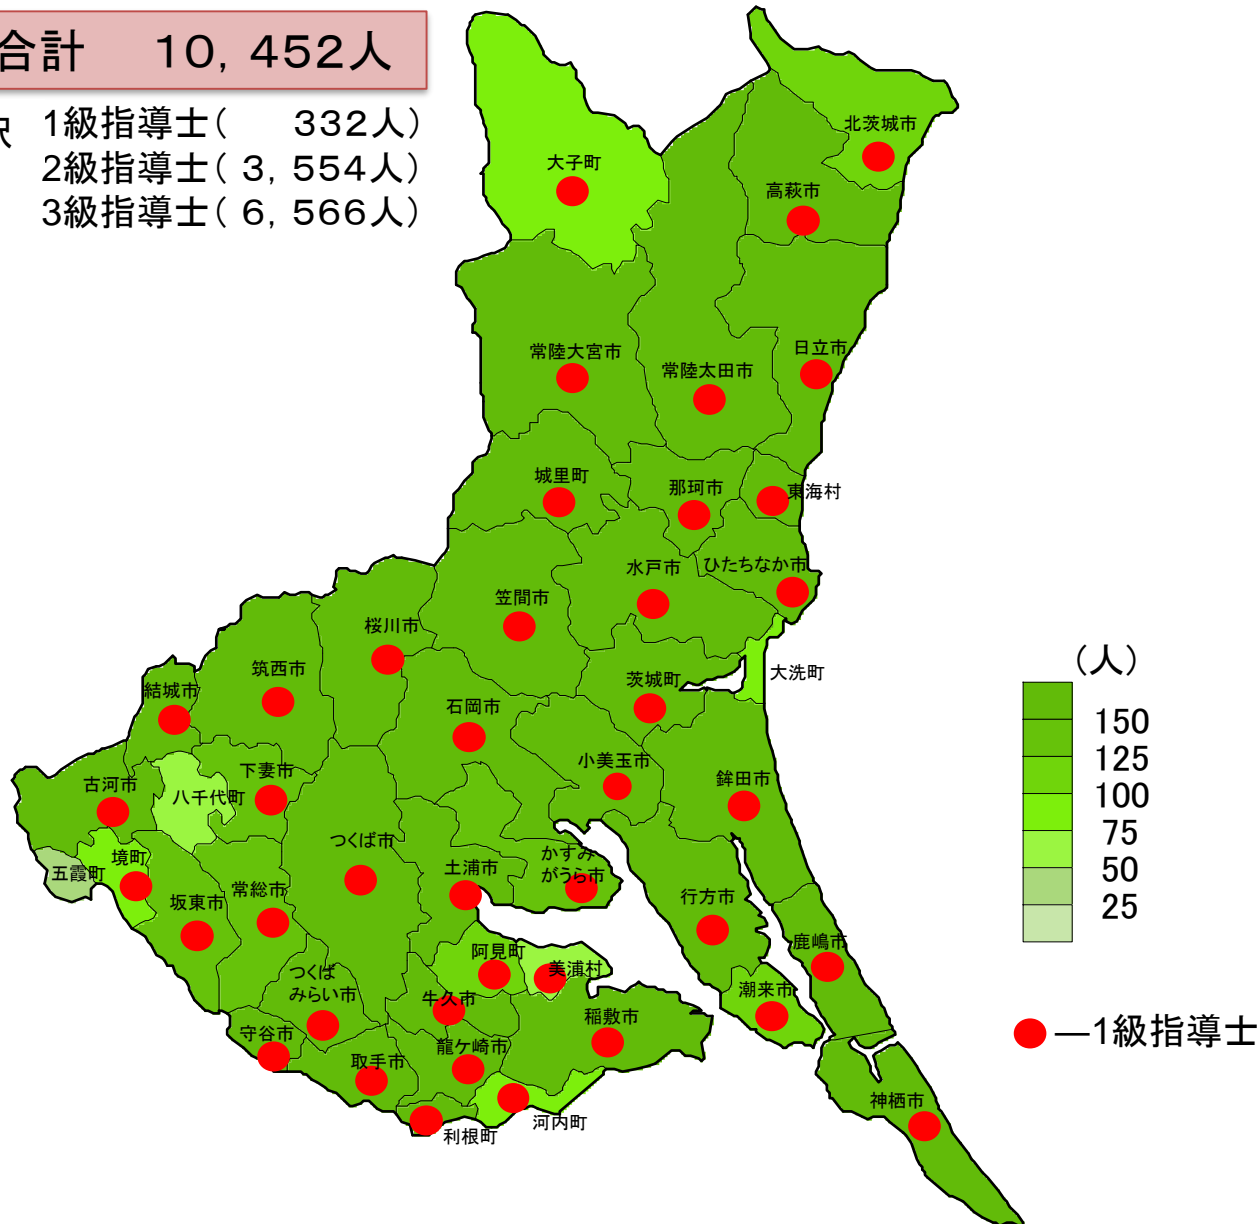 合計　10,452人
訳
1級指導士(　332人)
2級指導士( 3,554人)
3級指導士( 6,566人)
北茨城市
大子町
高萩市
日立市
常陸大宮市
常陸太田市
城里町
那珂市
東海村
ひたちなか市
水戸市
笠間市
桜川市
筑西市
大洗町
茨城町
結城市
石岡市
小美玉市
下妻市
鉾田市
古河市
八千代町
つくば市
かすみ
がうら市
土浦市
境町
五霞町
常総市
坂東市
行方市
鹿嶋市
阿見町
美浦村
つくば
みらい市
潮来市
牛久市
稲敷市
守谷市
龍ケ崎市
取手市
神栖市
河内町
利根町
(人)
150
125
100
75
50
25
―1級指導士